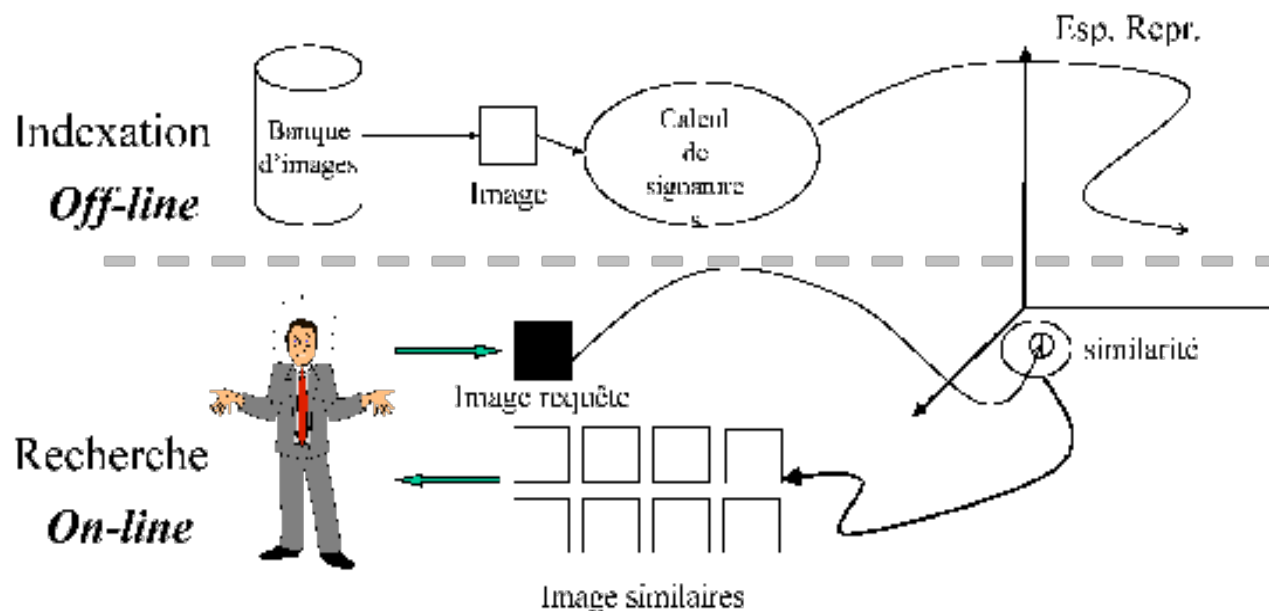 Esp. Repr.
Indexation
Off-line
Banque
d'images
Image
Calcul
de
signature
s
similarité
Image requête
Recherche
On-line
Image similaires